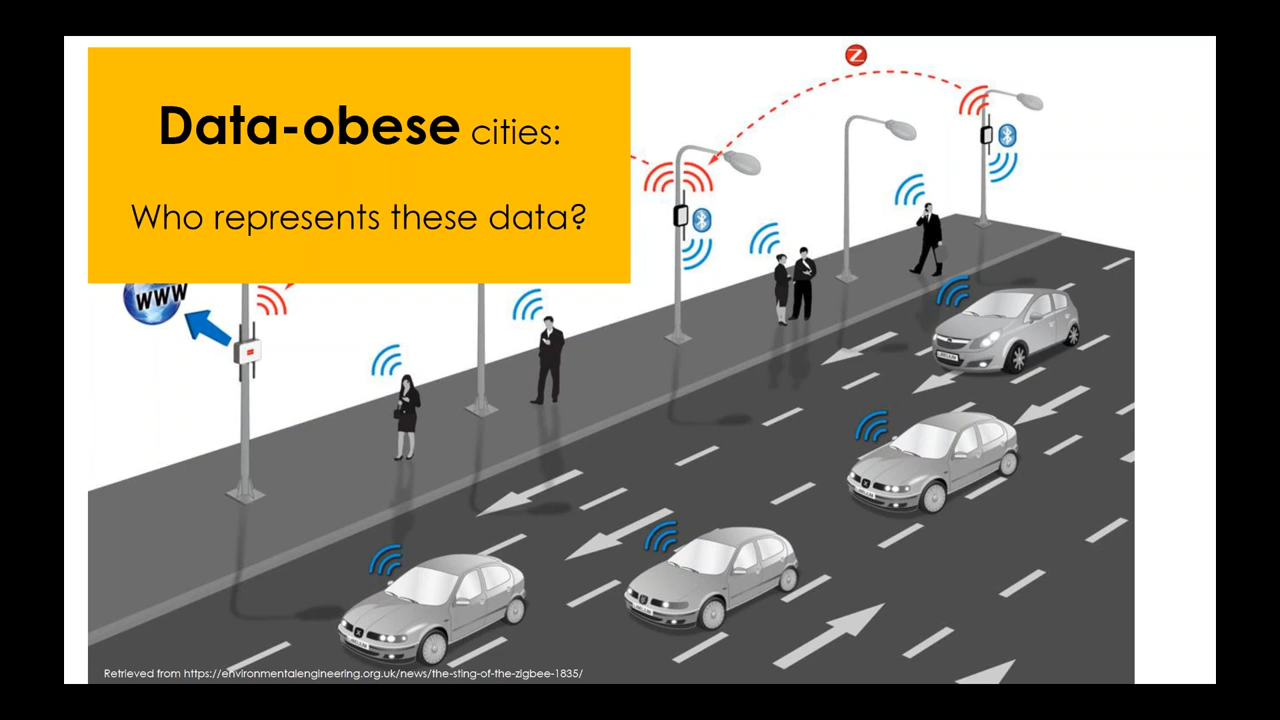 Data-obese cities:
Who represents these data?
Z
WWW
Retrieved from https://environmentalengineering.org.uk/news/the-sting-of-the-zigbee-1835/